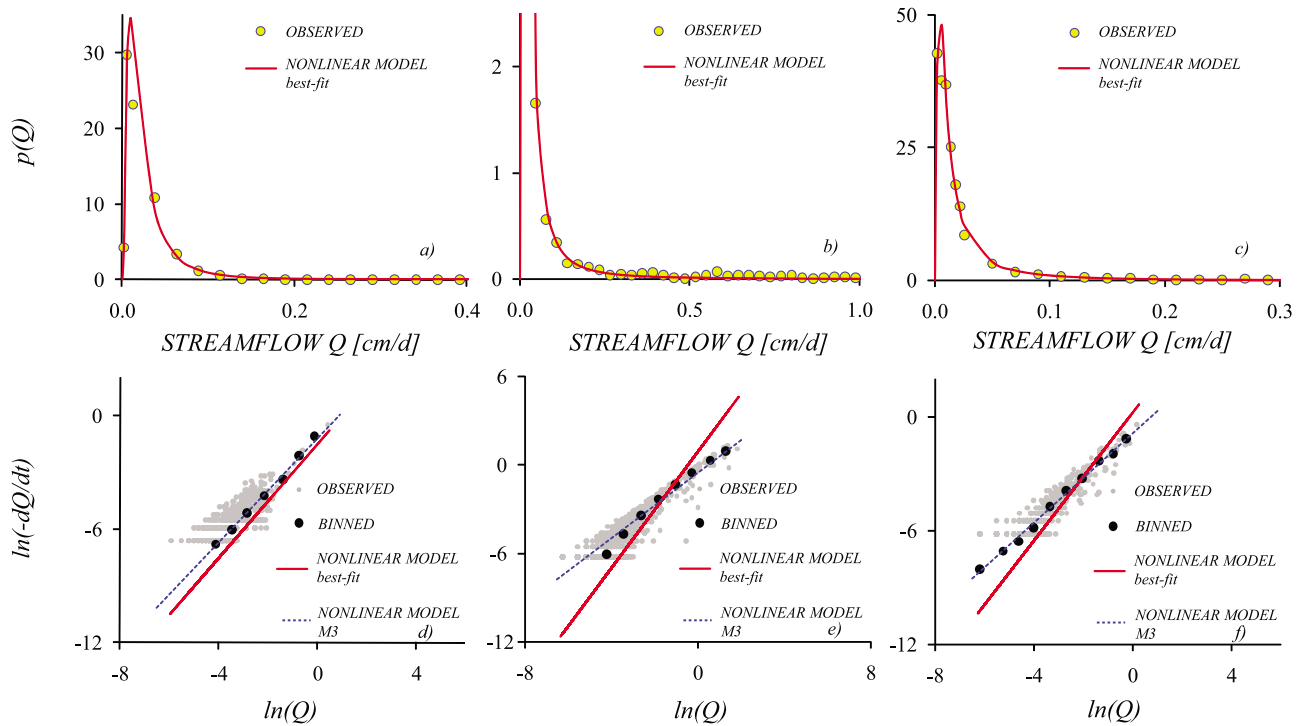 p(Q)
30
20
10
0
0.0
0.2
0.4
OBSERVED
NONLINEAR MODEL
best-fit
a)
STREAMFLOW Q [cm/d]
2
1
0
0.0
0.5
1.0
OBSERVED
NONLINEAR MODEL
best-fit
b)
STREAMFLOW Q [cm/d]
50
25
0
0.0
0.1
0.2
0.3
OBSERVED
NONLINEAR MODEL
best-fit
c)
STREAMFLOW Q [cm/d]
ln(-dQ/dt)
0
-6
-12
-8
-4
0
4
OBSERVED
BINNED
NONLINEAR MODEL
best-fit
NONLINEAR MODEL
M3
d)
ln(Q)
6
0
-6
-12
-8
0
8
OBSERVED
BINNED
NONLINEAR MODEL
best-fit
NONLINEAR MODEL
M3
e)
ln(Q)
0
-6
-12
-8
-4
0
4
OBSERVED
BINNED
NONLINEAR MODEL
best-fit
NONLINEAR MODEL
M3
f)
ln(Q)